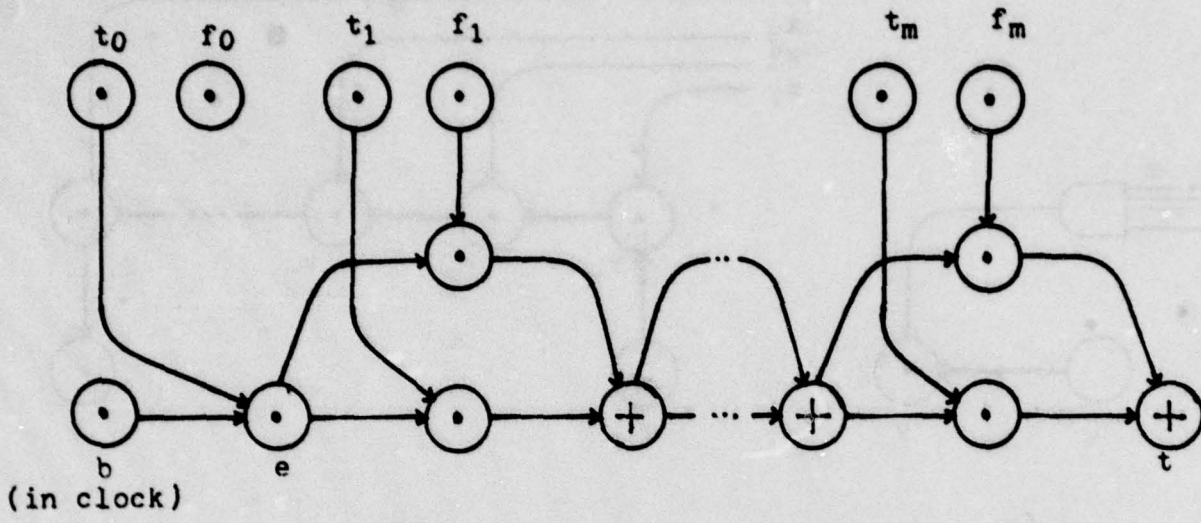 t0 f0 t1 f1 tm fm
... 
+ + ... + +
b e t
(in clock)